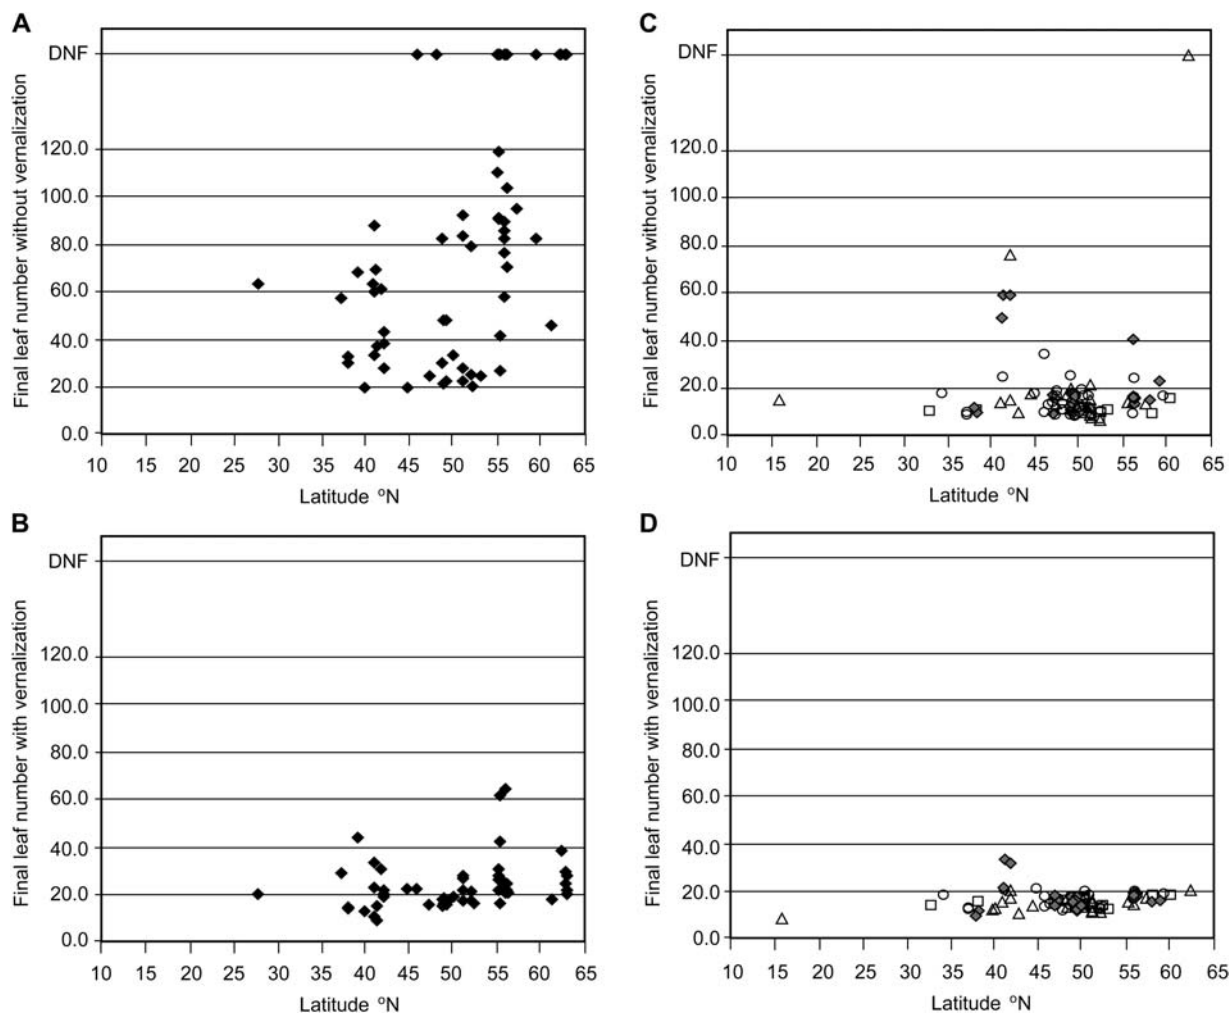 A
Final leaf number without vernalization
DNF
120.0
100.0
80.0
60.0
40.0
20.0
0.0
10 15 20 25 30 35 40 45 50 55 60 65
Latitude °N
C
Final leaf number without vernalization
DNF
120.0
100.0
80.0
60.0
40.0
20.0
0.0
10 15 20 25 30 35 40 45 50 55 60 65
Latitude °N
B
Final leaf number with vernalization
DNF
120.0
100.0
80.0
60.0
40.0
20.0
0.0
10 15 20 25 30 35 40 45 50 55 60 65
Latitude °N
D
Final leaf number with vernalization
DNF
120.0
100.0
80.0
60.0
40.0
20.0
0.0
10 15 20 25 30 35 40 45 50 55 60 65
Latitude °N